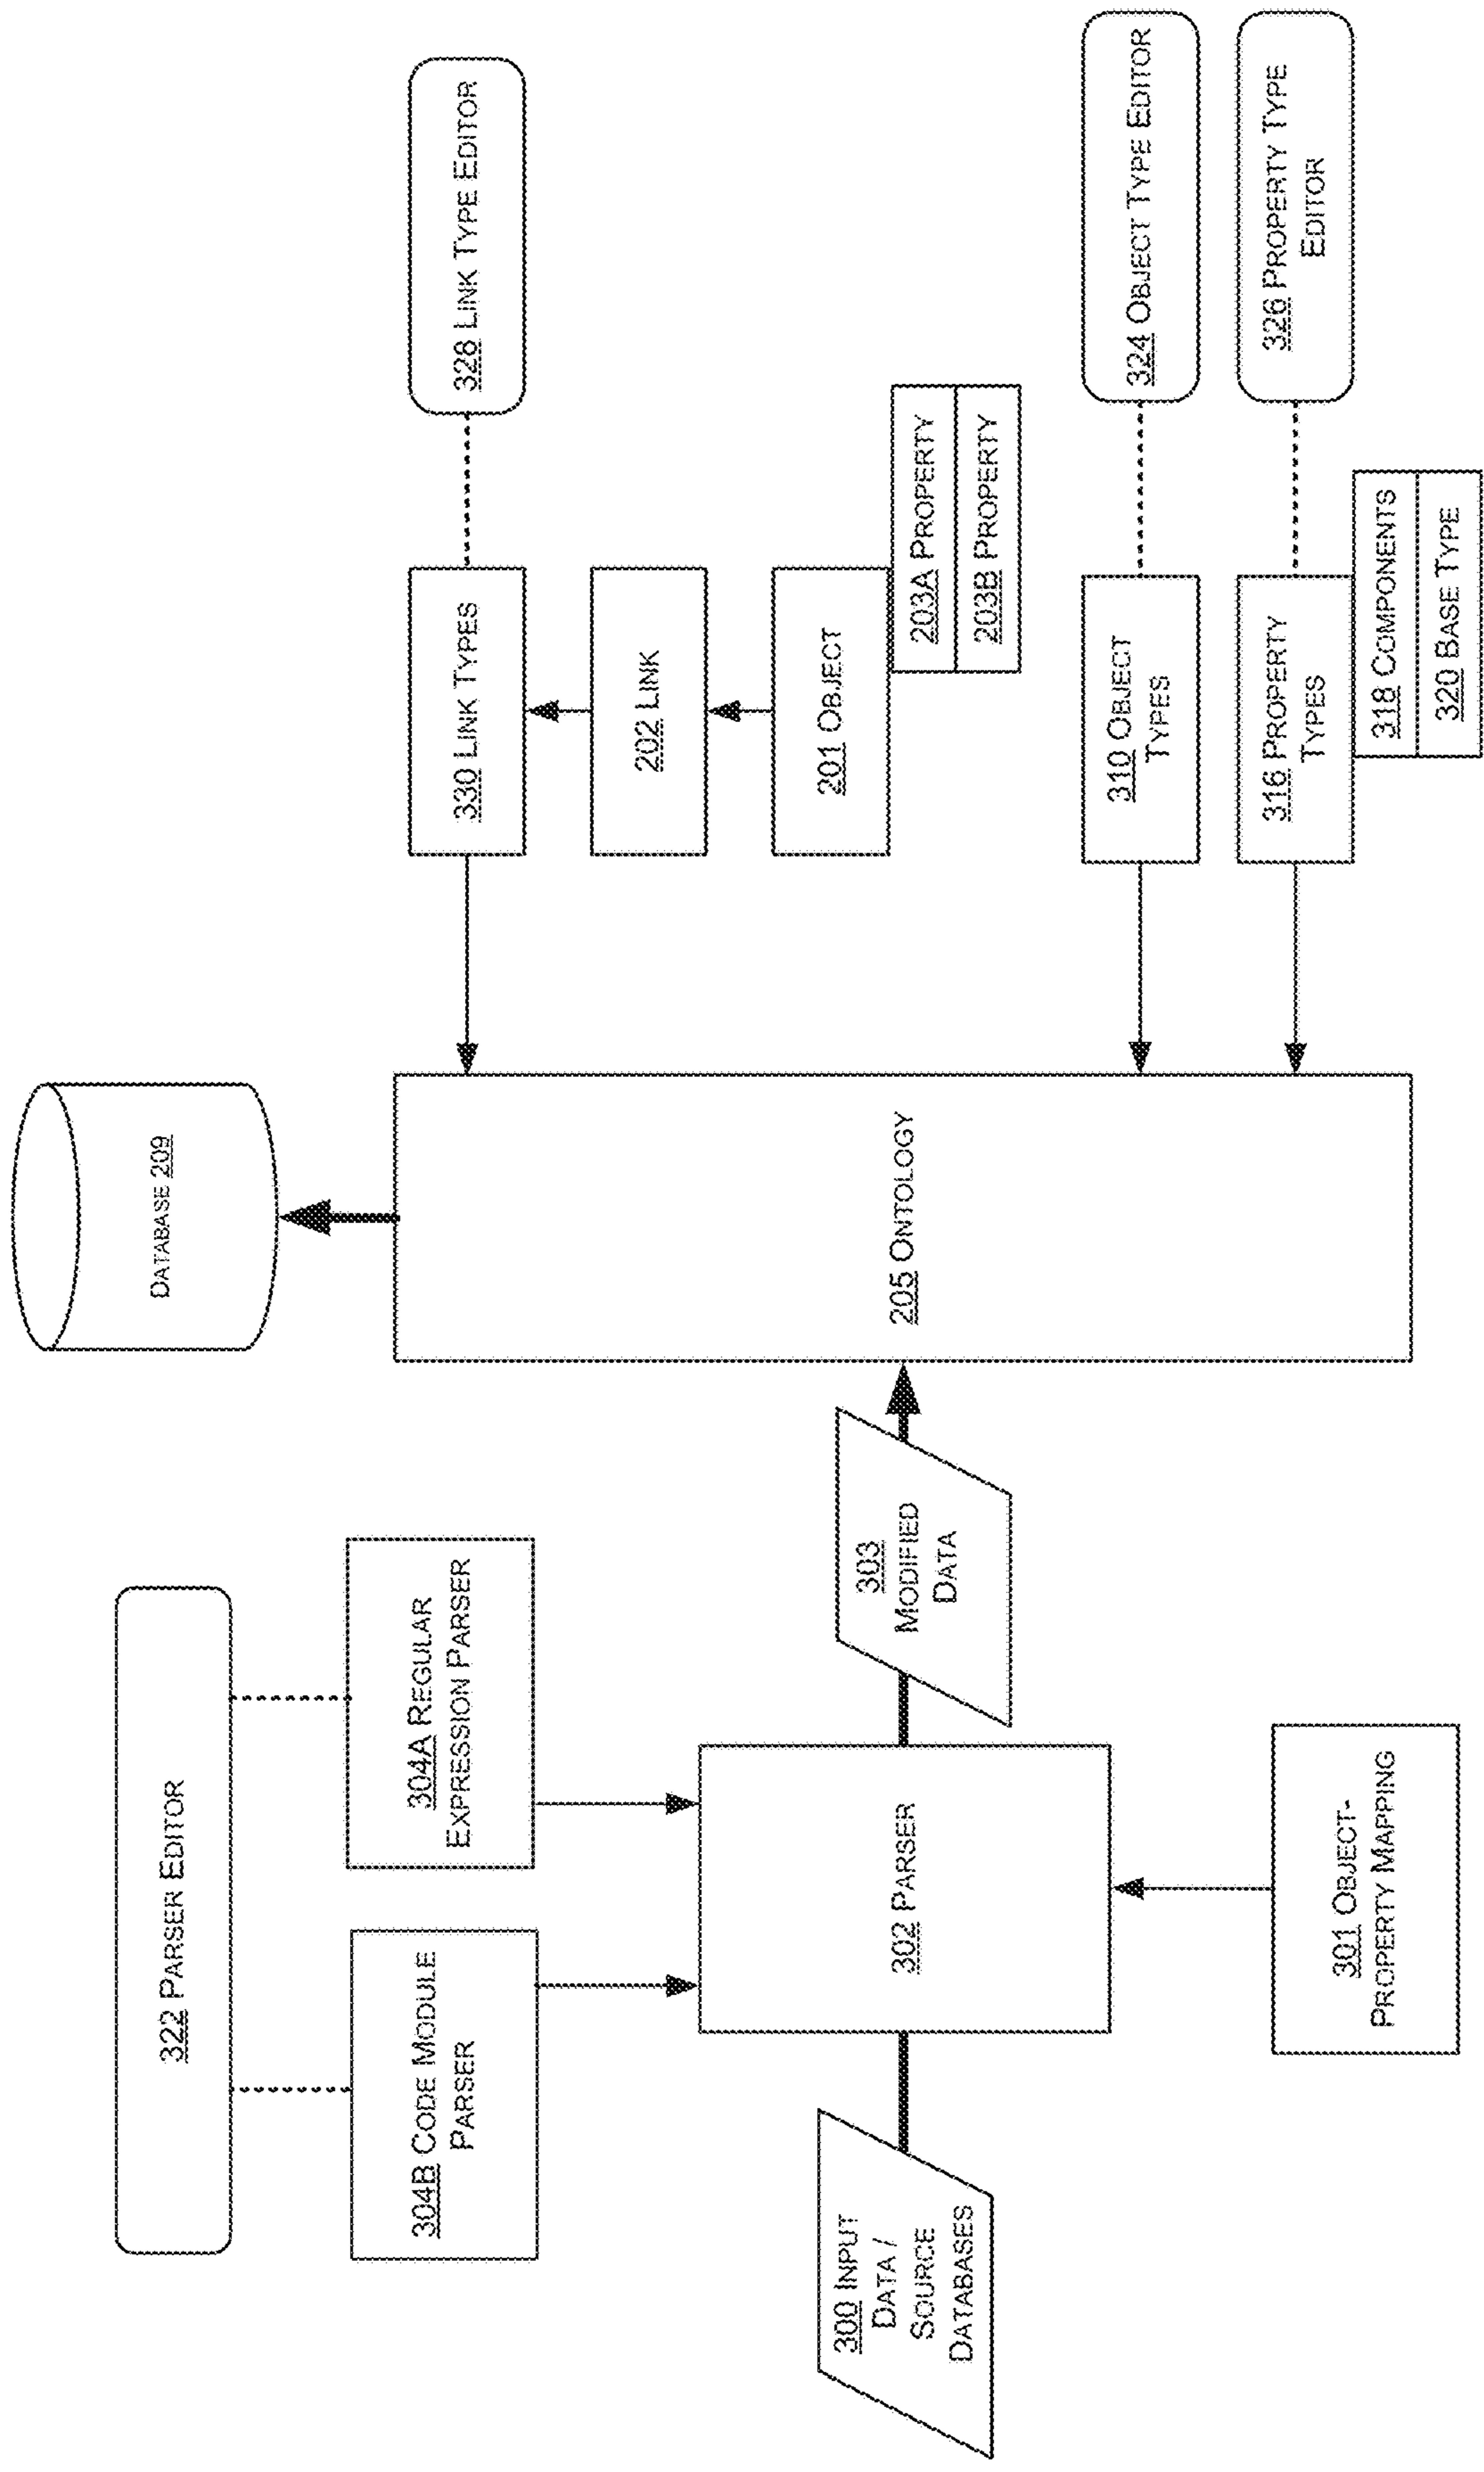 322 PARSER EDITOR
304B CODE MODULE
PARSER
304A REGULAR
EXPRESSION PARSER
300 INPUT
DATA /
SOURCE
DATABASES
302 PARSER
303
MODIFIED
DATA
301 OBJECT-
PROPERTY MAPPING
DATABASE 209
205 ONTOLOGY
330 LINK TYPES
328 LINK TYPE EDITOR
202 LINK
201 OBJECT
203A PROPERTY
203B PROPERTY
310 OBJECT
TYPES
324 OBJECT TYPE EDITOR
316 PROPERTY
TYPES
326 PROPERTY TYPE
EDITOR
318 COMPONENTS
320 BASE TYPE